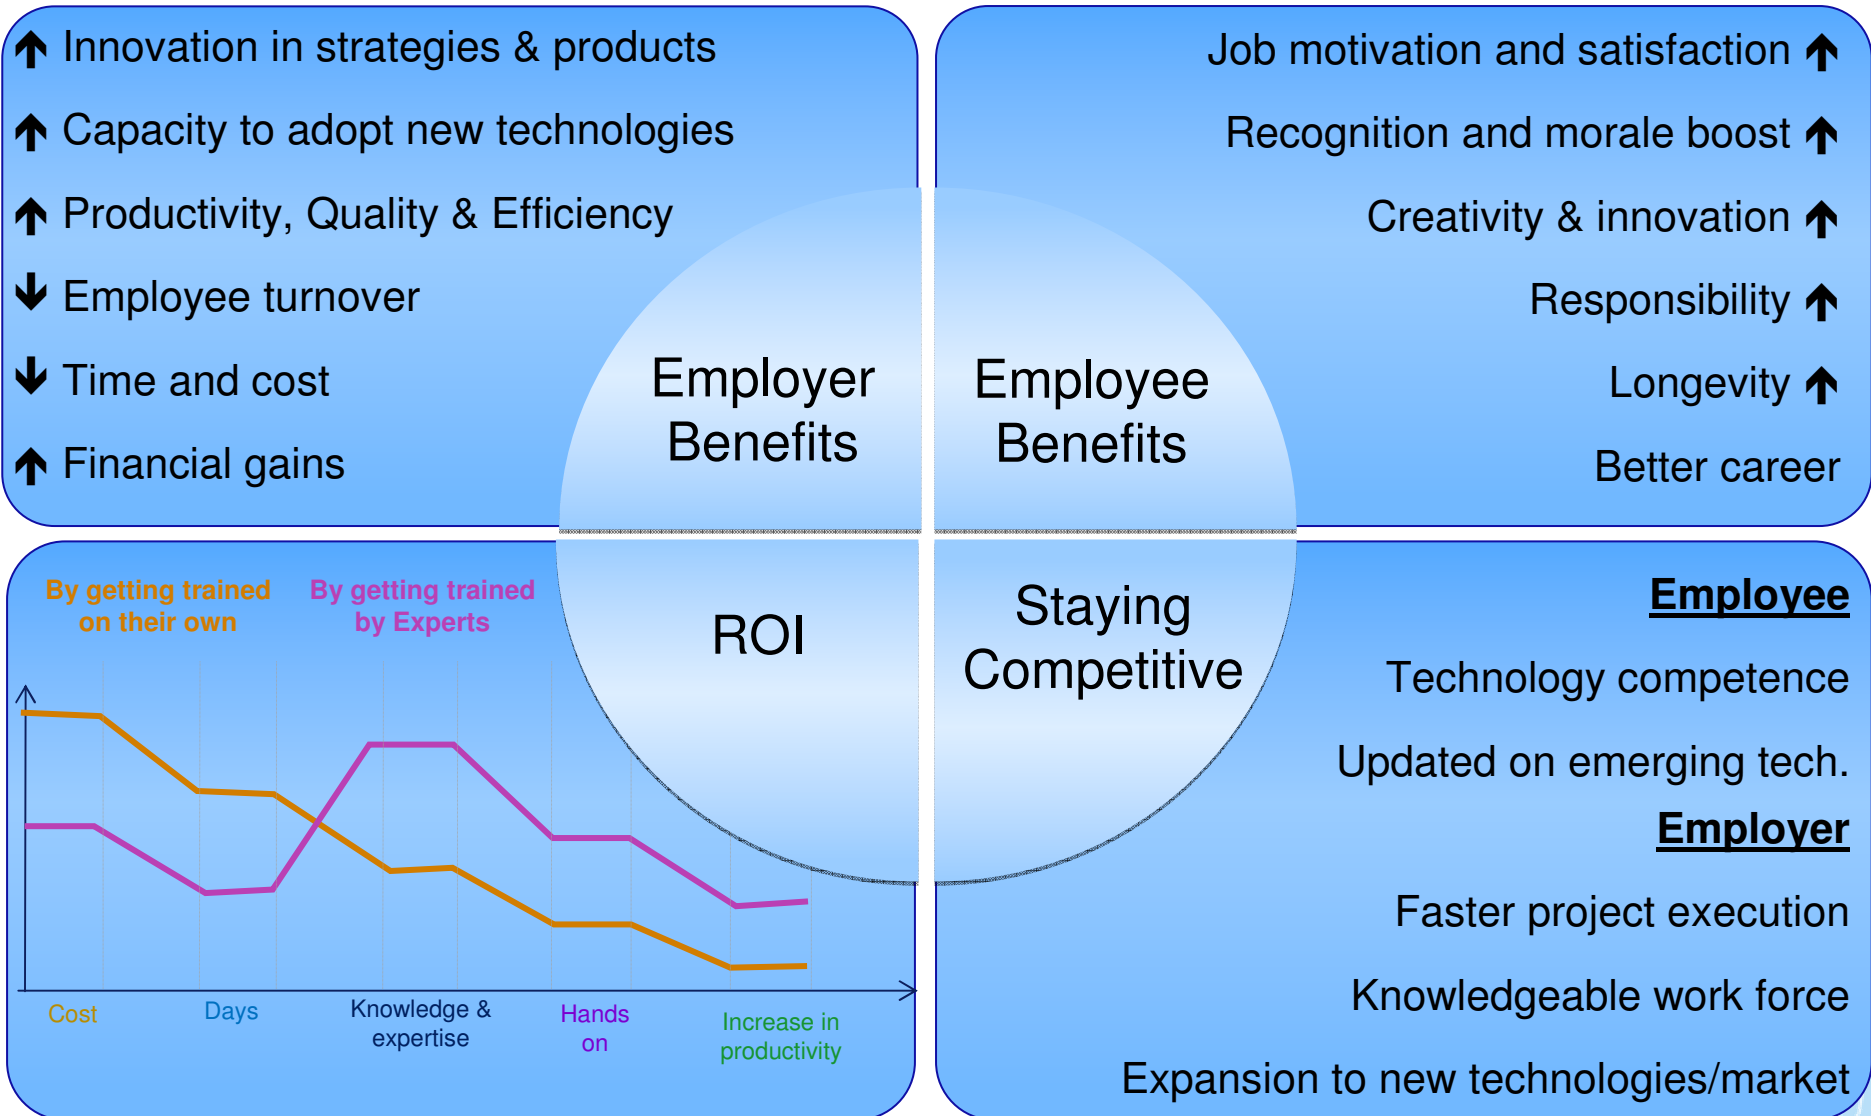 ↑ Innovation in strategies & products
↑ Capacity to adopt new technologies
↑ Productivity, Quality & Efficiency
↓ Employee turnover
↓ Time and cost
↑ Financial gains
Employer
Benefits
Job motivation and satisfaction ↑
Recognition and morale boost ↑
Creativity & innovation ↑
Responsibility ↑
Longevity ↑
Better career
Employee
Benefits
By getting trained
on their own
By getting trained
by Experts
ROI
Cost
Days
Knowledge &
expertise
Hands
on
Increase in
productivity
Staying
Competitive
Employee
Technology competence
Updated on emerging tech.
Employer
Faster project execution
Knowledgeable work force
Expansion to new technologies/market